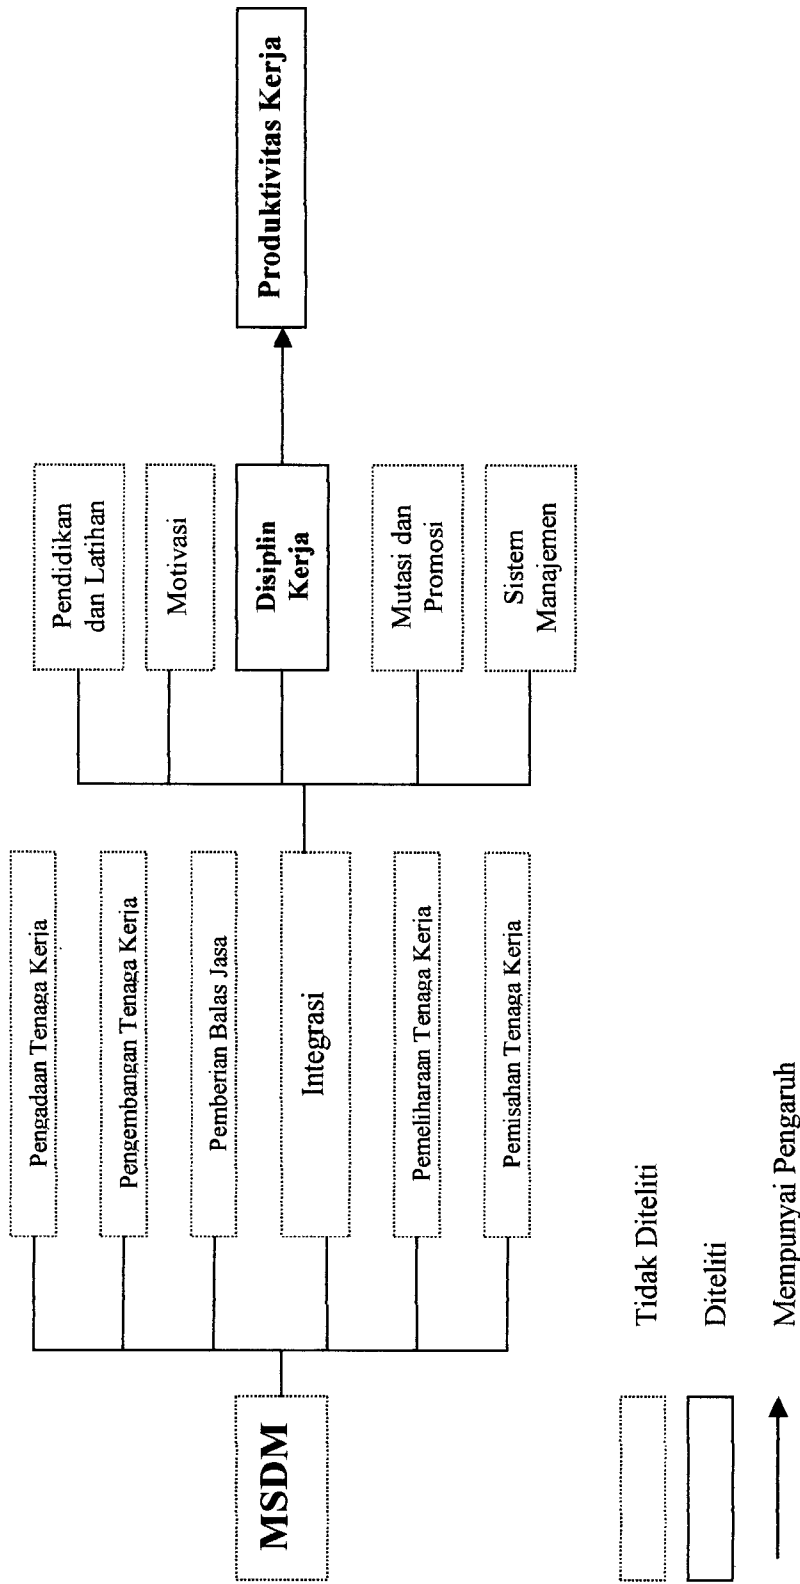 MSDM
Pengadaan Tenaga Kerja
Pengembangan Tenaga Kerja
Pemberian Balas Jasa
Integrasi
Pemeliharaan Tenaga Kerja
Pemisahan Tenaga Kerja
Pendidikan
dan Latihan
Motivasi
Disiplin
Kerja
Mutasi dan
Promosi
Sistem
Manajemen
Produktivitas Kerja
Tidak Diteliti
Diteliti
Mempunyai Pengaruh